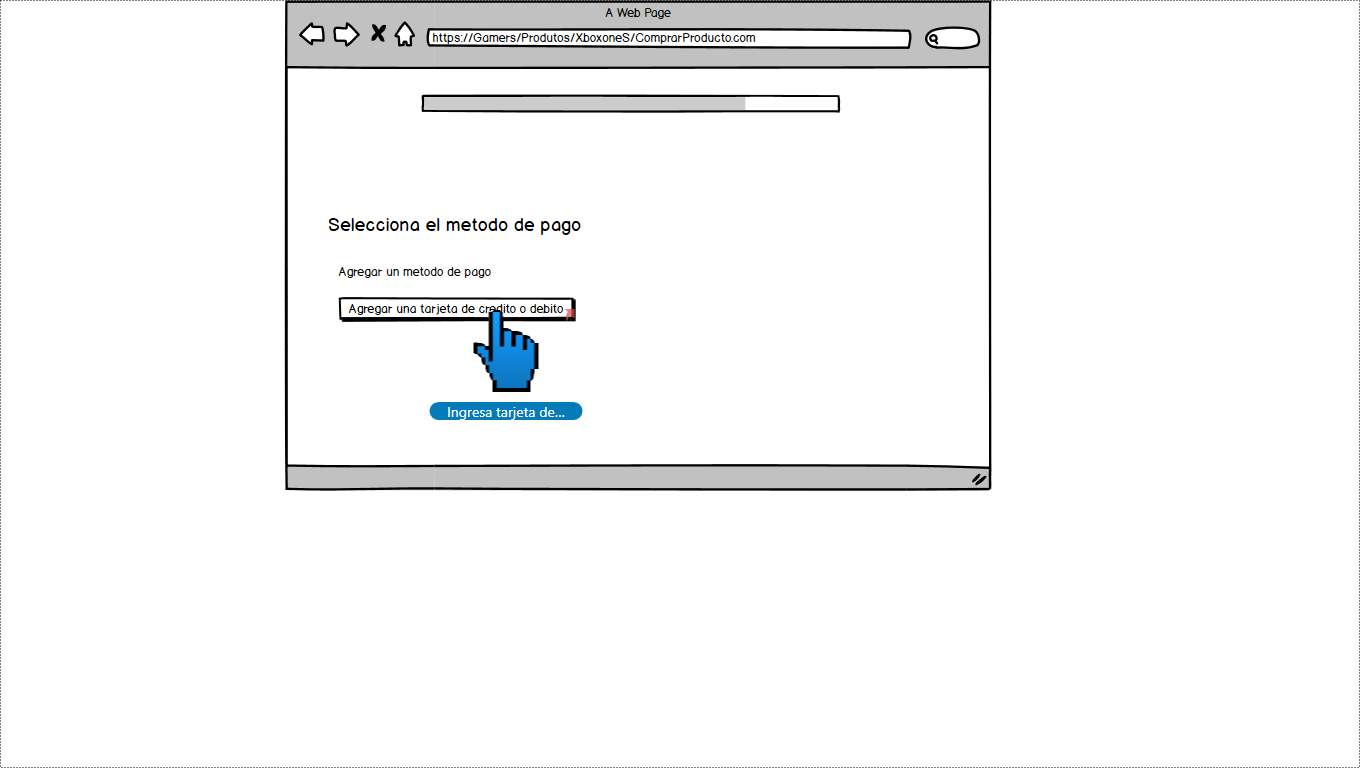 A Web Page
https://Gamers/Produtos/XboxoneS/ComprarProducto.com
Selecciona el metodo de pago
Agregar un metodo de pago
Agregar una tarjeta de credito o debito
Ingresa tarjeta de...